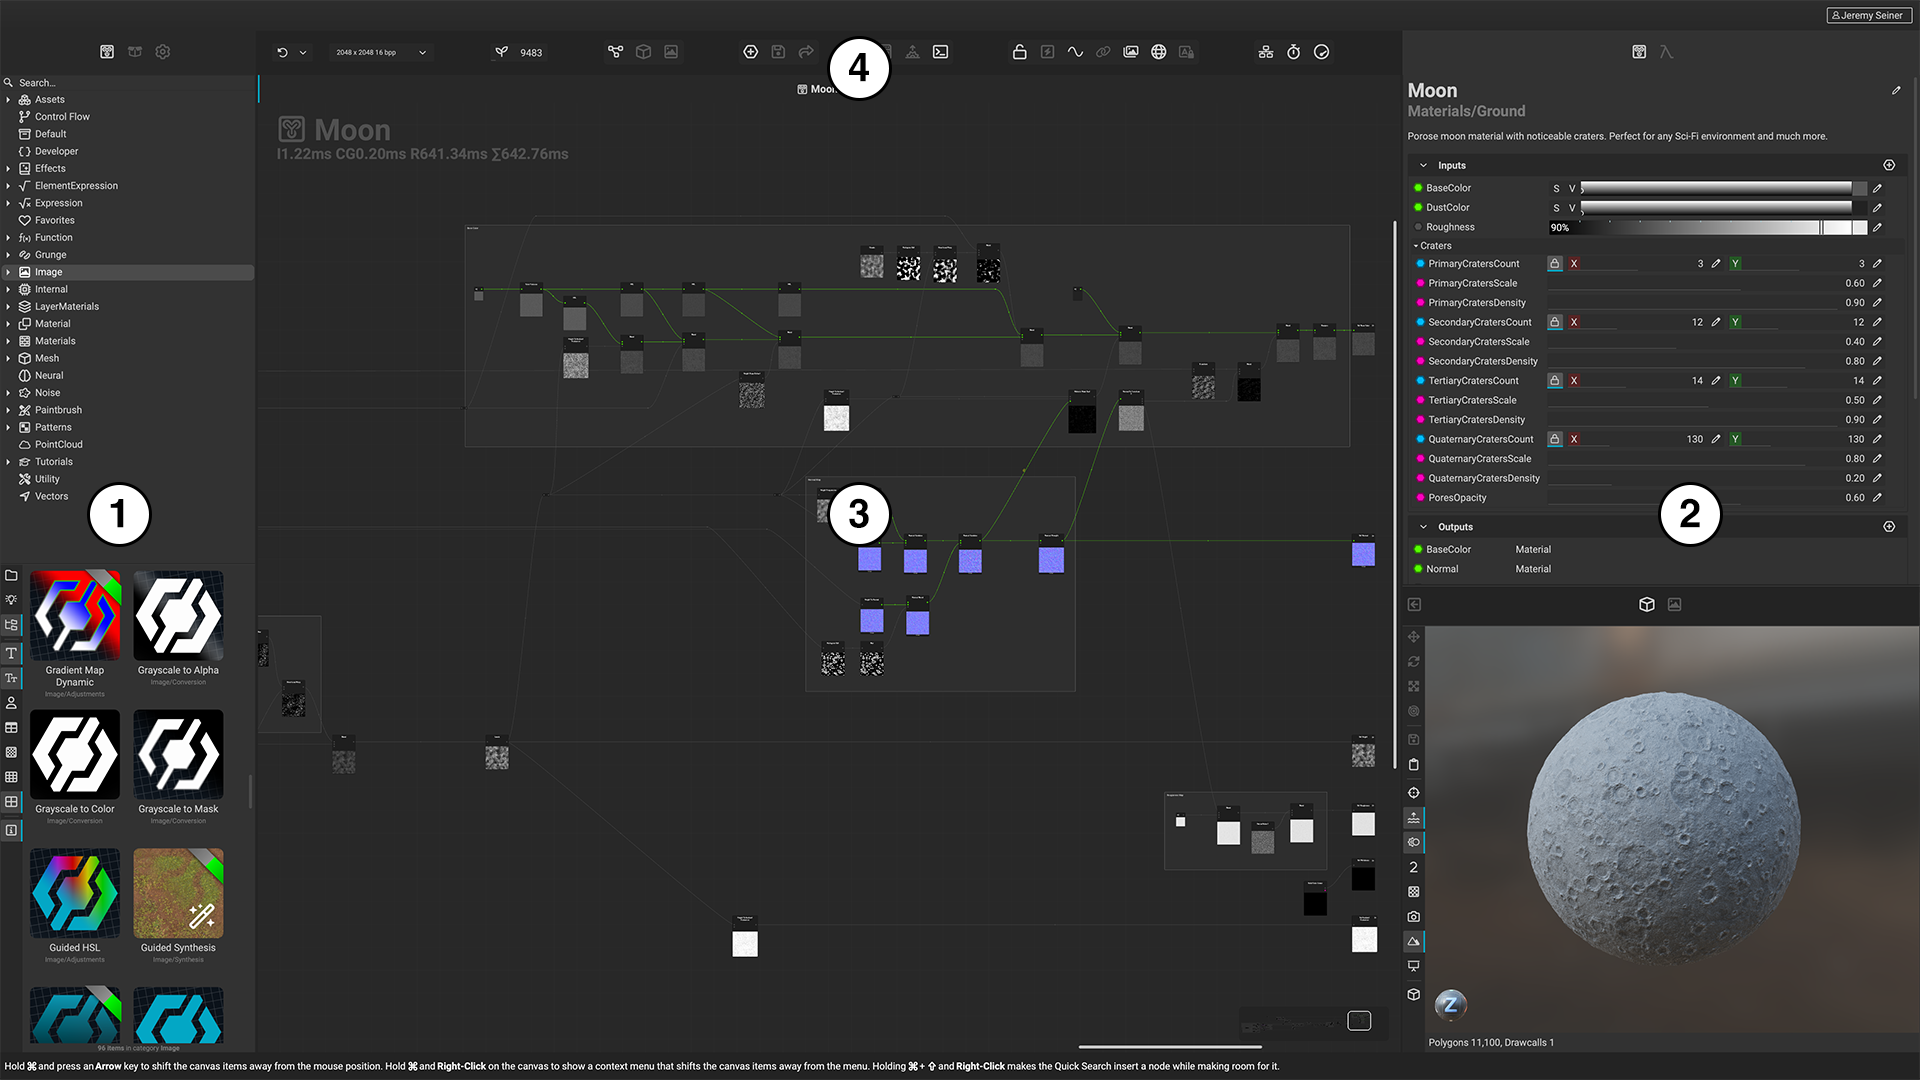 Jeremy Seiner
2048 x 2048 16 bpp
9483
Search...
Assets
Control Flow
Default
Developer
Effects
ElementExpression
Expression
Favorites
Function
Grunge
Image
Internal
LayerMaterials
Material
Materials
Mesh
Neural
Noise
Paintbrush
Patterns
PointCloud
Tutorials
Utility
Vectors
1
Gradient Map Dynamic
Image/Adjustments
Grayscale to Alpha
Image/Conversion
Grayscale to Color
Image/Conversion
Grayscale to Mask
Image/Conversion
Guided HSL
Image/Adjustments
Guided Synthesis
Image/Synthesis
96 items in category Image
4
Moon
Moon
I1.22ms CG0.20ms R641.34ms ∑642.76ms
3
Moon
Materials/Ground
Porose moon material with noticeable craters. Perfect for any Sci-Fi environment and much more.
Inputs
BaseColor S V
DustColor S V
Roughness 90%
Craters
PrimaryCratersCount X 3 Y 3
PrimaryCratersScale 0.60
PrimaryCratersDensity 0.90
SecondaryCratersCount X 12 Y 12
SecondaryCratersScale 0.40
SecondaryCratersDensity 0.80
TertiaryCratersCount X 14 Y 14
TertiaryCratersScale 0.50
TertiaryCratersDensity 0.90
QuaternaryCratersCount X 130 Y 130
QuaternaryCratersScale 0.80
QuaternaryCratersDensity 0.20
PoresOpacity 0.60
2
Outputs
BaseColor Material
Normal Material
2
Z
Polygons 11,100, Drawcalls 1
Hold ⌘ and press an Arrow key to shift the canvas items away from the mouse position. Hold ⌘ and Right-Click on the canvas to show a context menu that shifts the canvas items away from the menu. Holding ⌘ + ⇧ and Right-Click makes the Quick Search insert a node while making room for it.